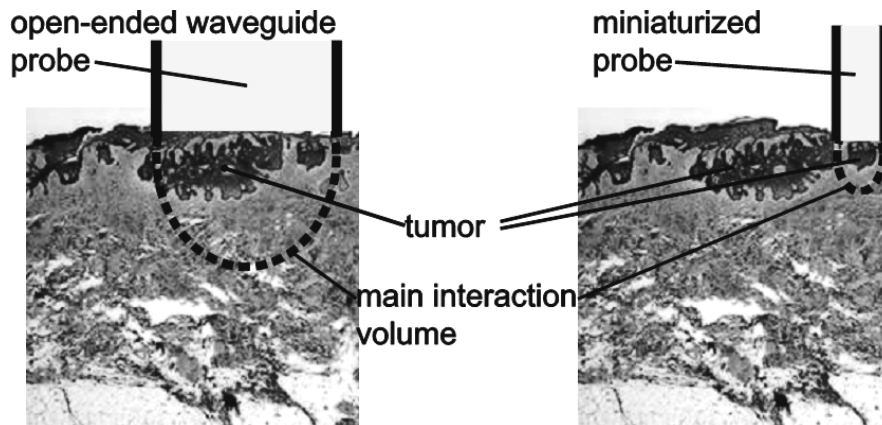 open-ended waveguide
probe
miniaturized
probe
tumor
main interaction
volume